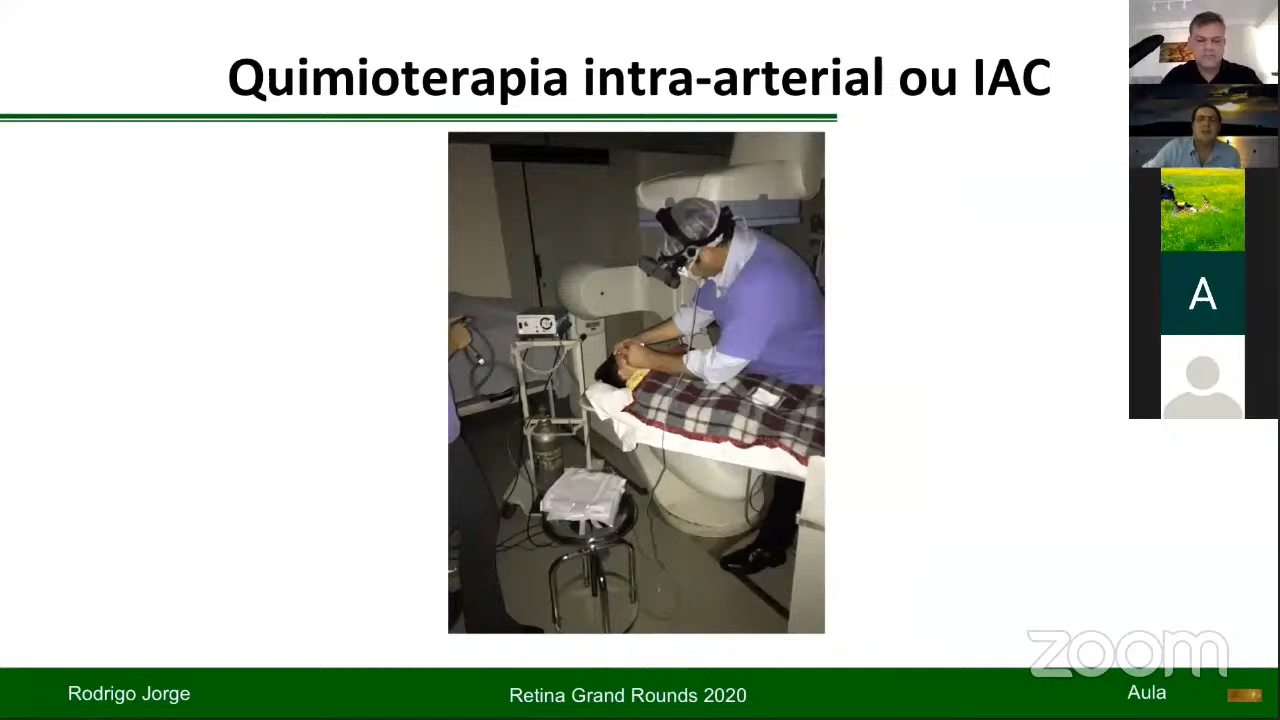 Quimioterapia intra-arterial ou IAC
A
zoom
Rodrigo Jorge
Retina Grand Rounds 2020
Aula